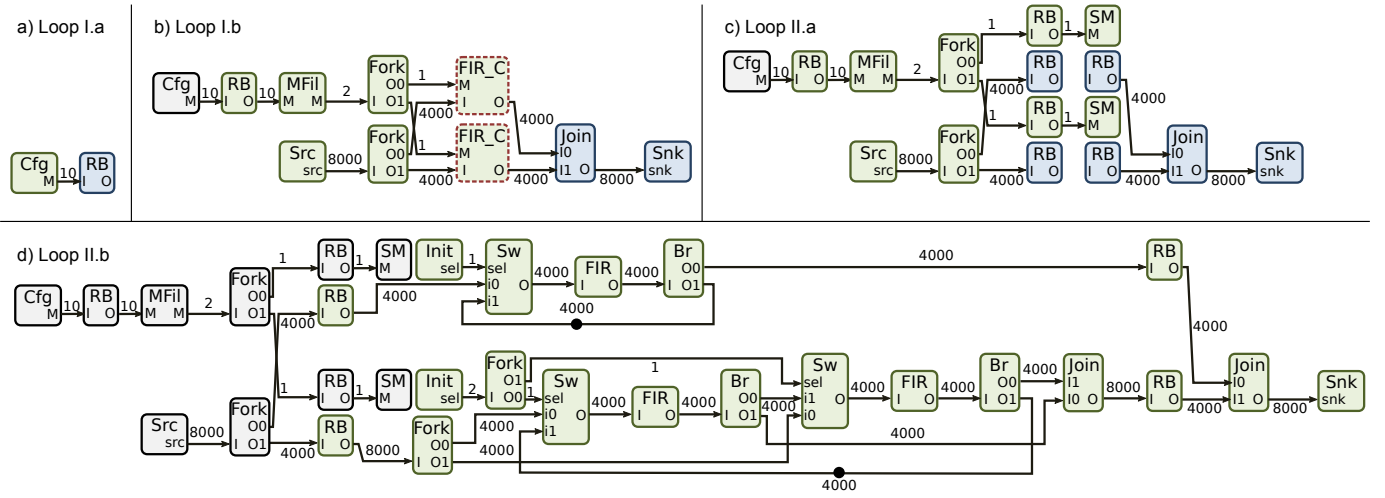 a) Loop I.a
Cfg
M
10
RB
I O
b) Loop I.b
Cfg
M
10
RB
I O
10
MFil
M M
2
Fork
O0
I O1
1
4000
FIR_C
M
I O
4000
Src
src
8000
Fork
O0
I O1
1
4000
FIR_C
M
I O
4000
Join
I0
I1 O
8000
Snk
snk
c) Loop II.a
Cfg
M
10
RB
I O
10
MFil
M M
2
Fork
O0
I O1
1
RB
I O
1
SM
M
4000
RB
I O
RB
I O
4000
Src
src
8000
Fork
O0
I O1
1
RB
I O
1
SM
M
4000
RB
I O
RB
I O
4000
Join
I0
I1 O
8000
Snk
snk
d) Loop II.b
Cfg
M
10
RB
I O
10
MFil
M M
2
Fork
O0
I O1
1
RB
I O
1
SM
M
4000
RB
I O
4000
Init
sel
1
Sw
sel
i0 O
i1
4000
FIR
I O
4000
Br
O0
I O1
4000
4000
RB
I O
4000
Src
src
8000
Fork
O0
I O1
1
RB
I O
1
SM
M
4000
RB
I O
8000
Init
sel
2
Fork
O1
I O0
1
1
Fork
O0
I O1
4000
4000
Sw
sel
i0 O
i1
4000
FIR
I O
4000
Br
O0
I O1
4000
4000
Sw
sel
i1 O
i0
4000
FIR
I O
4000
Br
O0
I O1
4000
4000
Join
I1
I0 O
8000
RB
I O
4000
Join
I0
I1 O
8000
Snk
snk